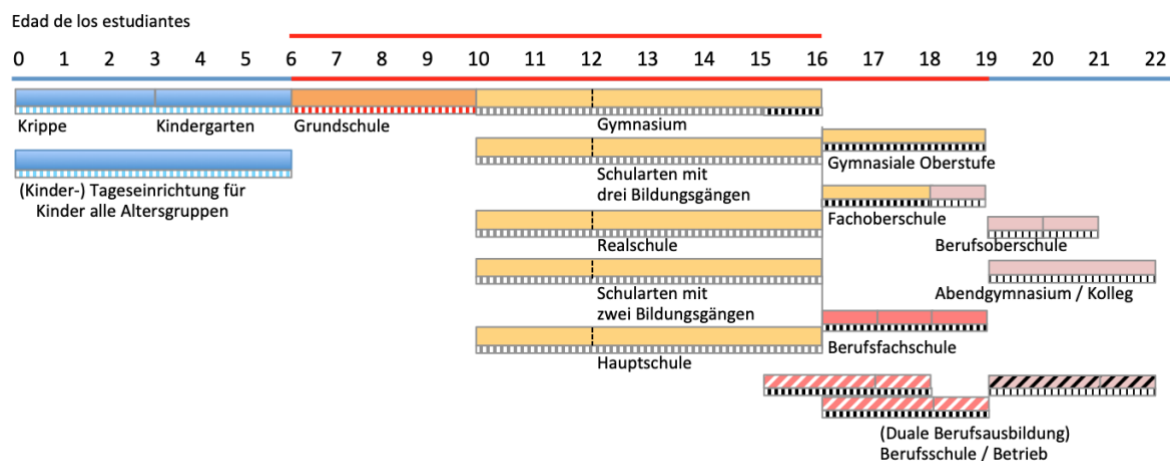 Edad de los estudiantes
0 1 2 3 4 5 6 7 8 9 10 11 12 13 14 15 16 17 18 19 20 21 22
Krippe Kindergarten Grundschule Gymnasium
Gymnasiale Oberstufe
(Kinder-) Tageseinrichtung für
Kinder alle Altersgruppen
Schularten mit
drei Bildungsgängen
Fachoberschule
Realschule
Berufsoberschule
Schularten mit
zwei Bildungsgängen
Abendgymnasium / Kolleg
Berufsfachschule
Hauptschule
(Duale Berufsausbildung)
Berufsschule / Betrieb